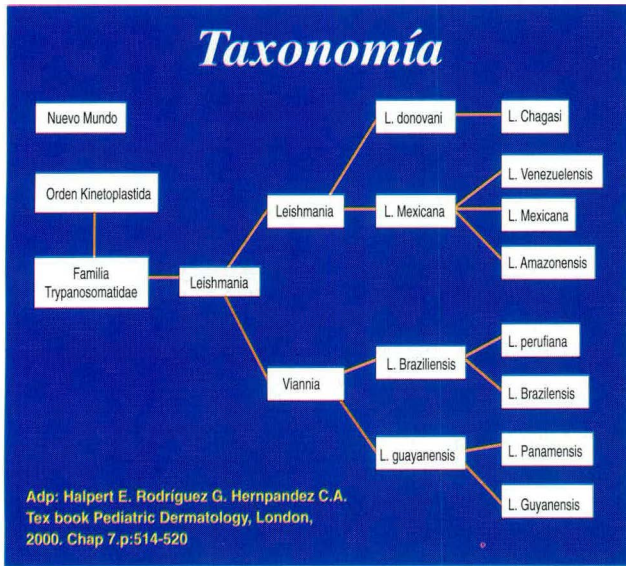 Taxonomía
Nuevo Mundo
Orden Kinetoplastida
Familia
Trypanosomatidae
Leishmania
Leishmania
Viannia
L. donovani
L. Mexicana
L. Braziliensis
L. guayanensis
L. Chagasi
L. Venezuelensis
L. Mexicana
L. Amazonensis
L. perufiana
L. Brazilensis
L. Panamensis
L. Guyanensis
Adp: Halpert E. Rodríguez G. Hernpandez C.A.
Tex book Pediatric Dermatology, London,
2000. Chap 7.p:514-520